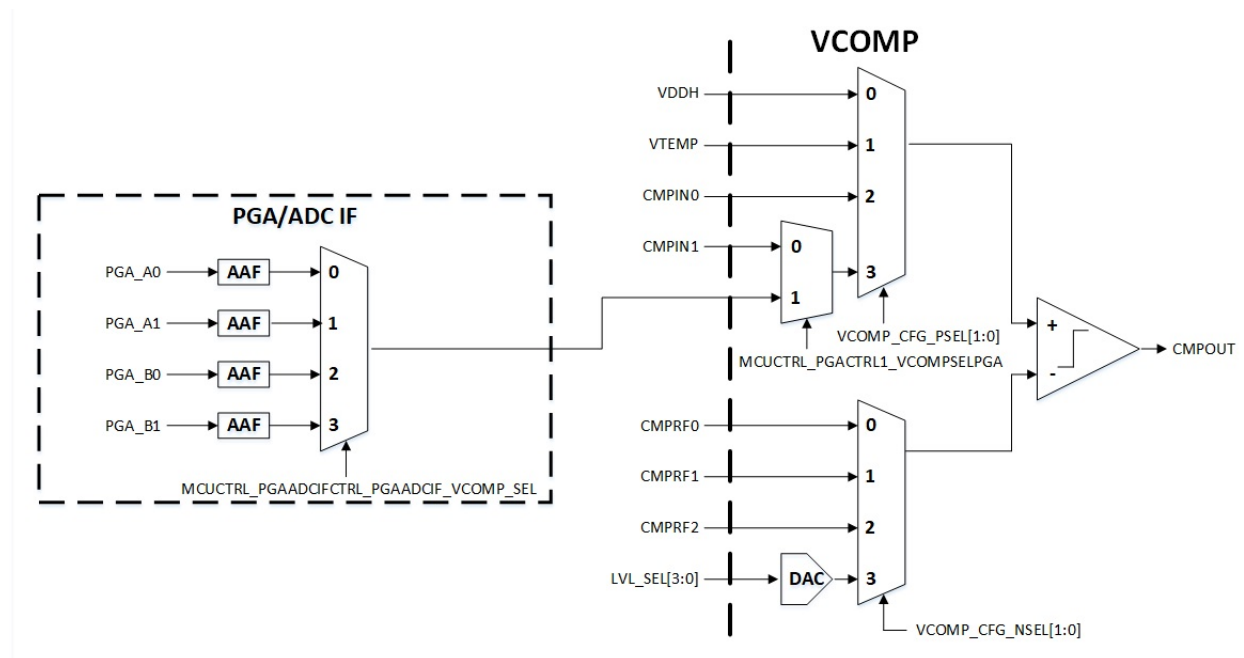 VCOMP
VDDH
0
VTEMP
1
CMPIN0
2
CMPIN1
0
3
1
VCOMP_CFG_PSEL[1:0]
MCUCTRL_PGACTRL1_VCOMPSELPGA
PGA/ADC IF
PGA_A0
AAF
0
PGA_A1
AAF
1
PGA_B0
AAF
2
PGA_B1
AAF
3
MCUCTRL_PGAADCIFCTRL_PGAADCIF_VCOMP_SEL
+
-
CMPOUT
CMPRF0
0
CMPRF1
1
CMPRF2
2
LVL_SEL[3:0]
DAC
3
VCOMP_CFG_NSEL[1:0]